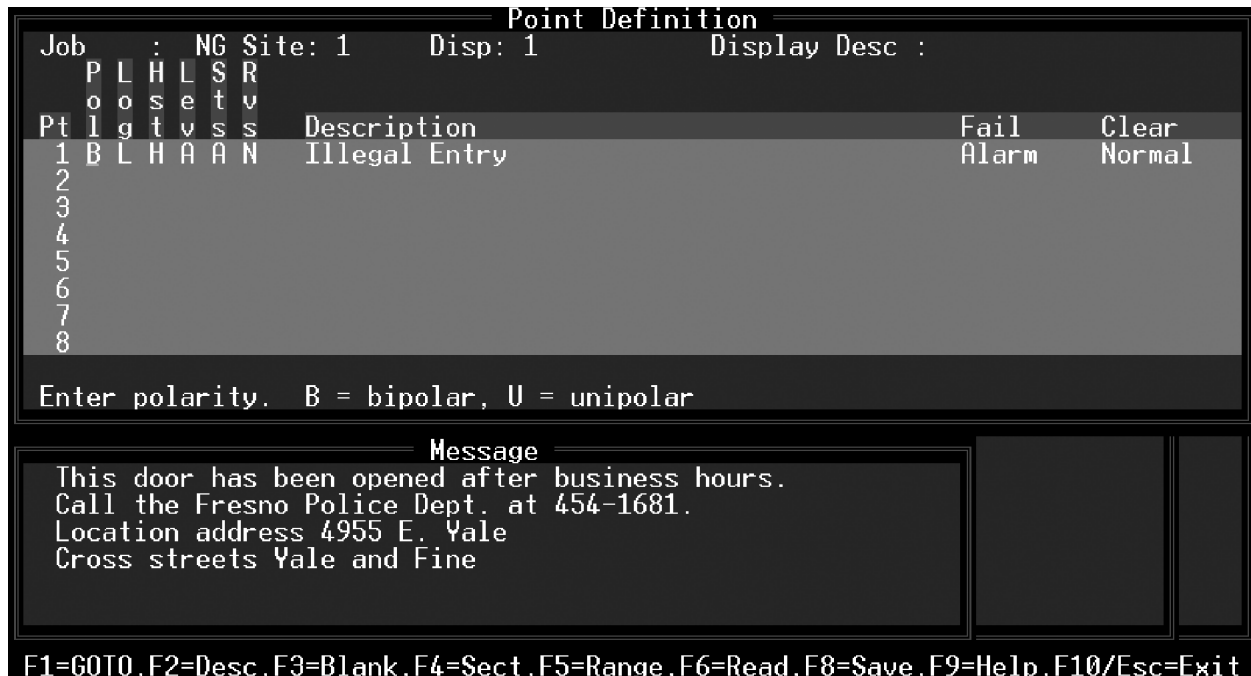 Point Definition
Job : NG Site: 1 Disp: 1 Display Desc :
P L H L S R
o o s e t v
Pt l g t v s s Description Fail Clear
1 B L H A A N Illegal Entry Alarm Normal
2
3
4
5
6
7
8
Enter polarity. B = bipolar, U = unipolar
Message
This door has been opened after business hours.
Call the Fresno Police Dept. at 454-1681.
Location address 4955 E. Yale
Cross streets Yale and Fine
F1=GOTO,F2=Desc,F3=Blank,F4=Sect,F5=Range,F6=Read,F8=Save,F9=Help,F10/Esc=Exit